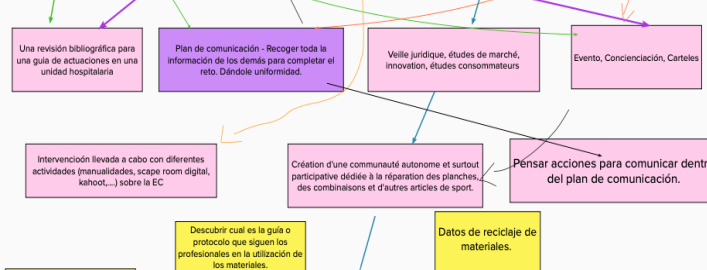 Una revisión bibliográfica para
una guia de actuaciones en una
unidad hospitalaria
Plan de comunicación - Recoger toda la
información de los demás para completar el
reto. Dándole uniformidad.
Veille juridique, études de marché,
innovation, études consommateurs
Evento, Concienciación, Carteles
Intervencioón llevada a cabo con diferentes
actividades (manualidades, scape room digital,
kahoot,...) sobre la EC
Création d'une communauté autonome et surtout
participative dédiée à la réparation des planches,
des combinaisons et d'autres articles de sport.
Pensar acciones para comunicar dentr
del plan de comunicación.
Descubrir cual es la guía o
protocolo que siguen los
profesionales en la utilización de
los materiales.
Datos de reciclaje de
materiales.